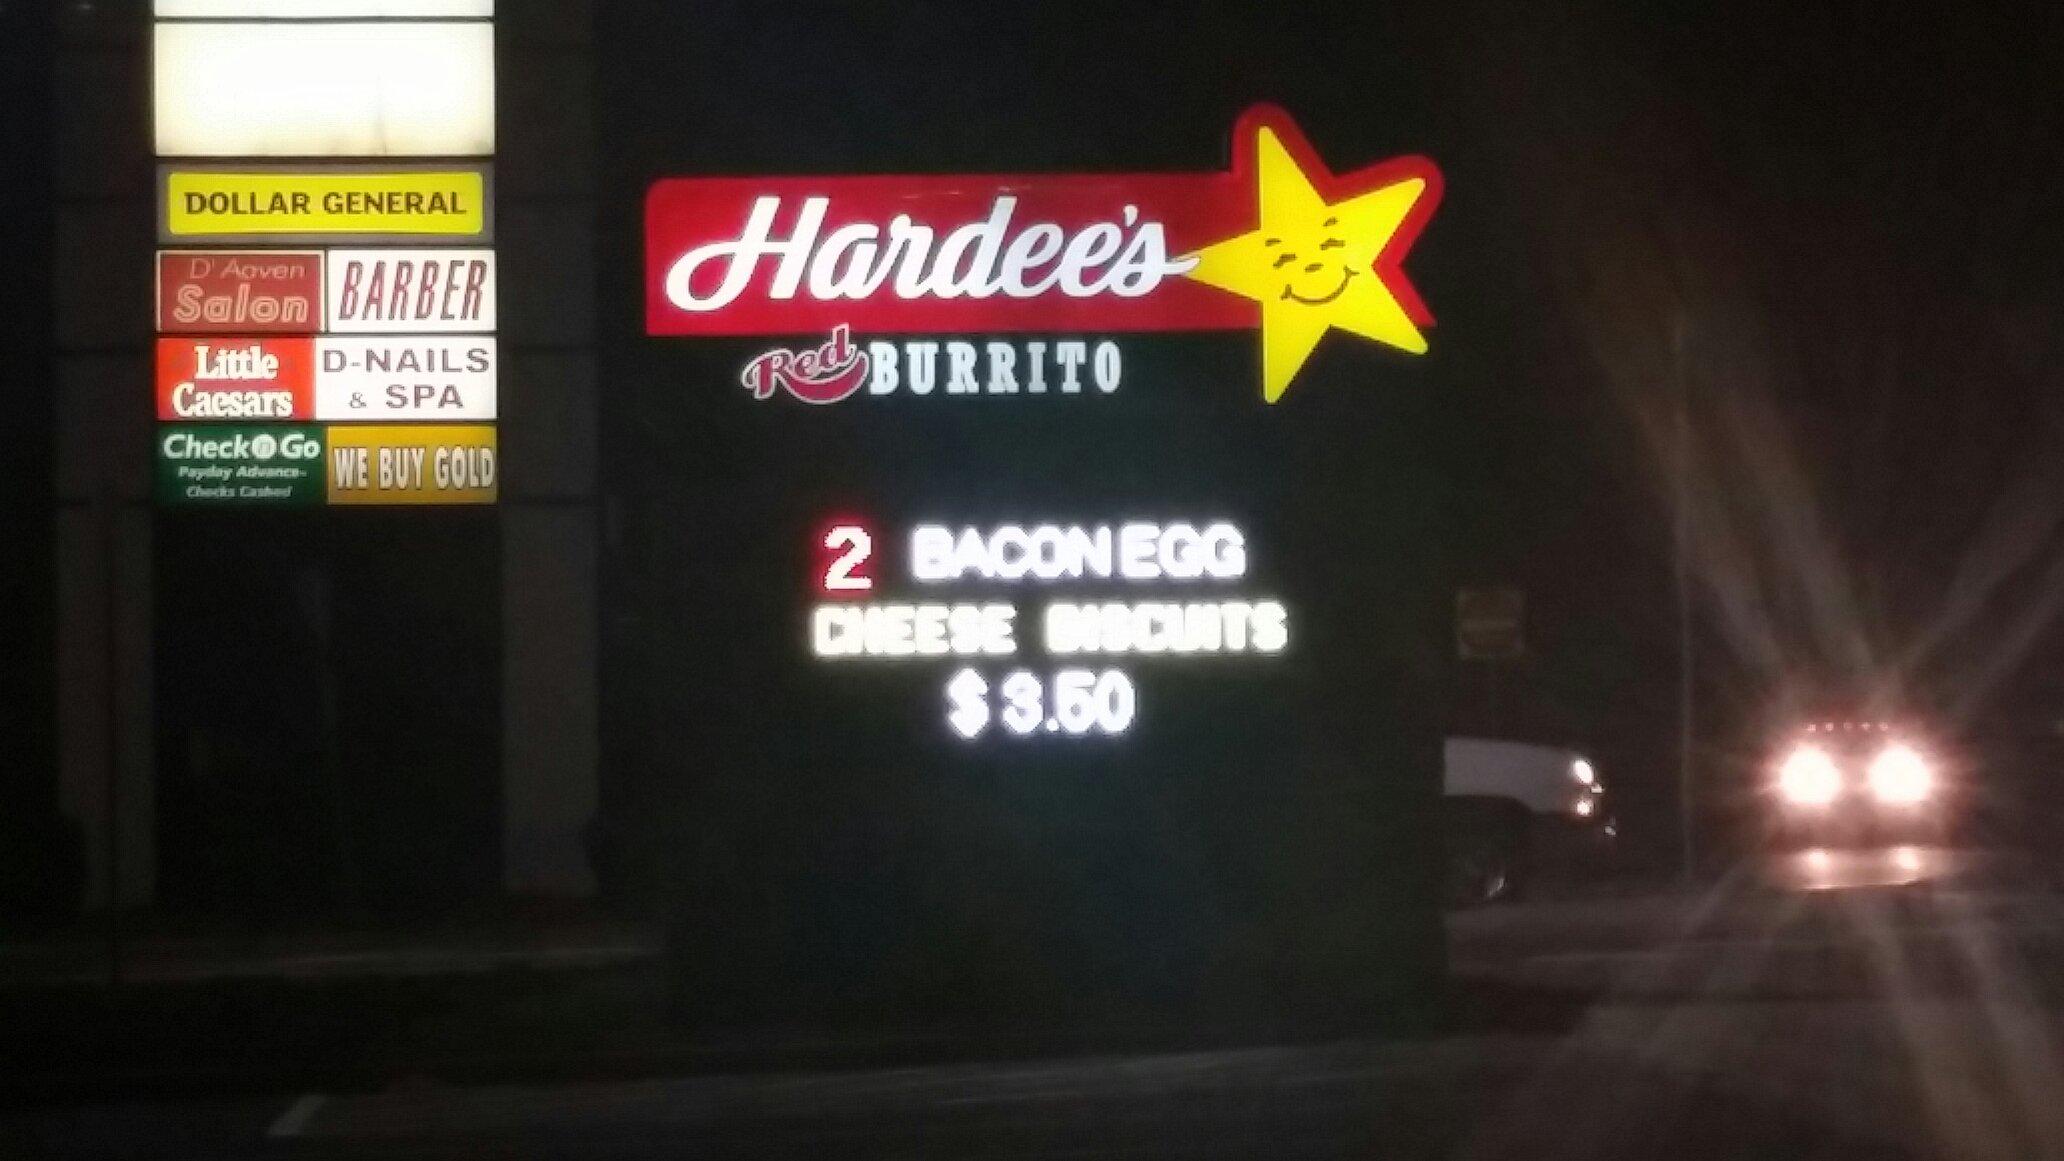 DOLLAR GENERAL
D' Aoven
Salon
BARBER
Little
Caesars
D-NAILS
& SPA
Check n Go
Payday Advance-
Checks Cashed
WE BUY GOLD
Hardee's
Red BURRITO
2 BACON EGG
CHEESE BISCUITS
$3.50